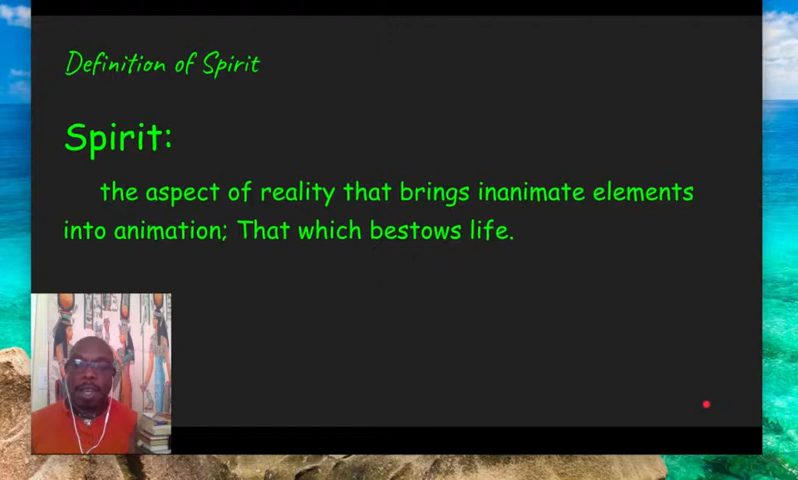 Definition of Spirit
Spirit:
the aspect of reality that brings inanimate elements
into animation; That which bestows life.